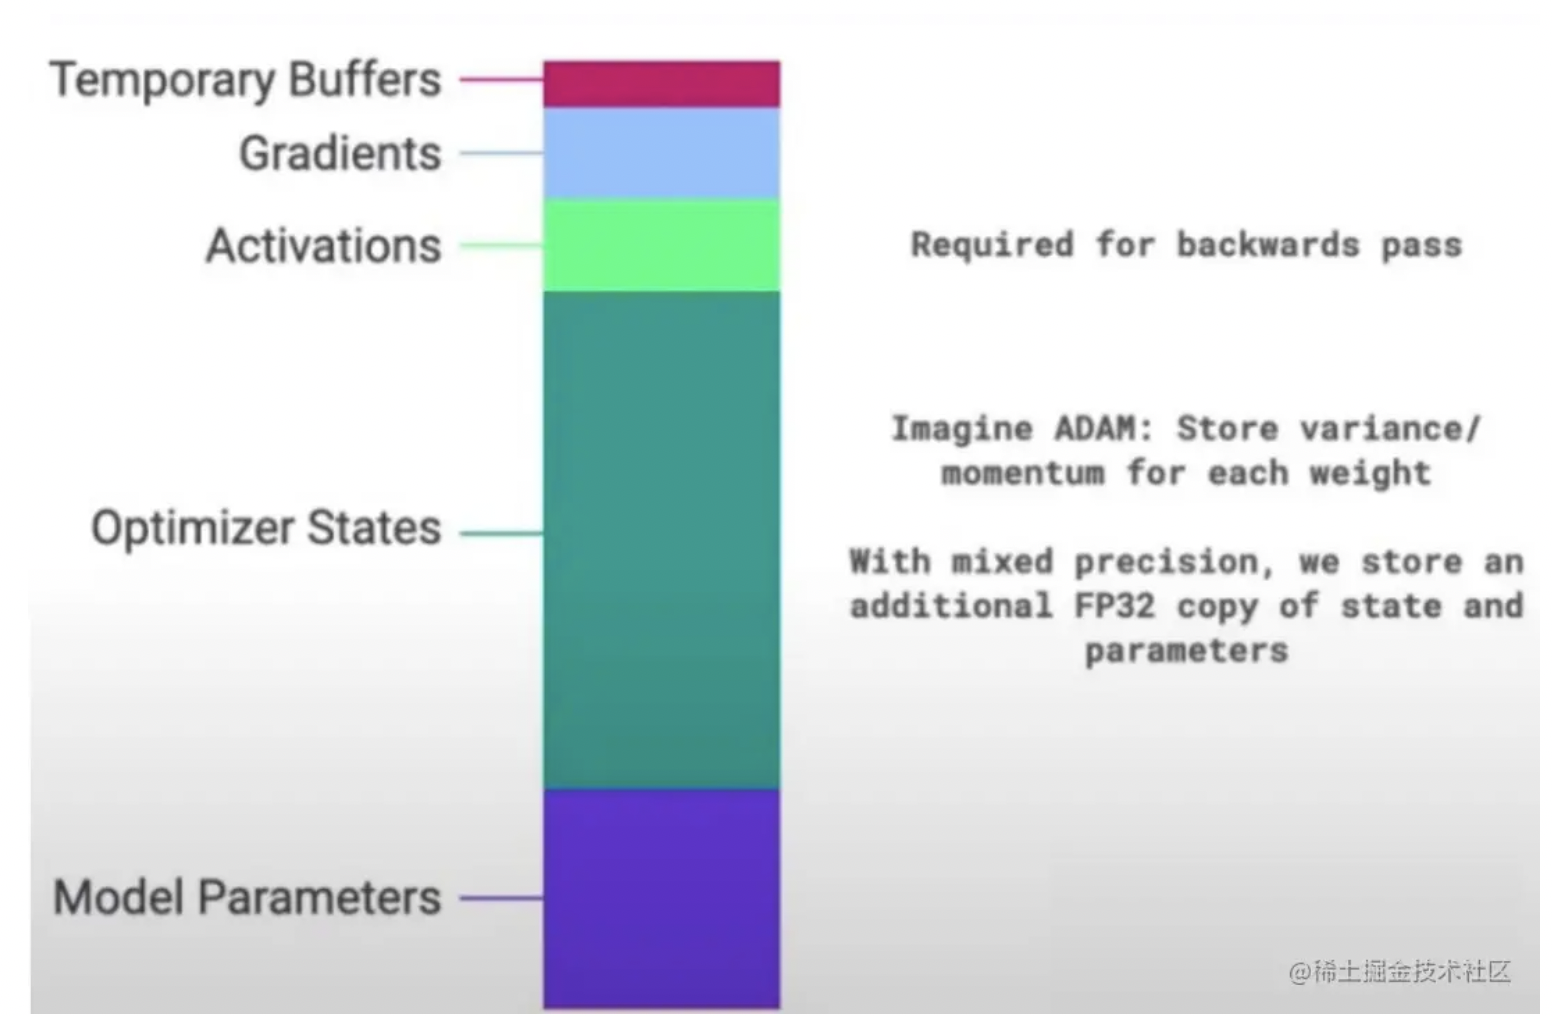 Temporary Buffers
Gradients
Activations
Required for backwards pass
Imagine ADAM: Store variance/
momentum for each weight
Optimizer States
With mixed precision, we store an
additional FP32 copy of state and
parameters
Model Parameters
@稀土掘金技术社区